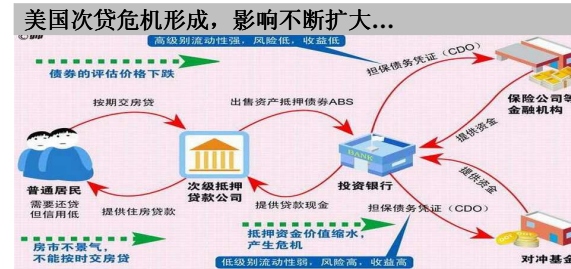 美国次贷危机形成，影响不断扩大...
高级别流动性强，风险低，收益低
债券的评估价格下跌
担保债务凭证（CDO）
保险公司等
金融机构
按期交房贷
出售资产抵押债券ABS
提供资金
BANK
普通居民
需要还贷
但信用低
次级抵押
贷款公司
投资银行
提供资金
提供住房贷款
提供贷款现金
担保债务凭证（CDO）
房市不景气，
不能按时交房贷
抵押资金价值缩水，
产生危机
对冲基金
低级别流动性弱，风险高，收益高